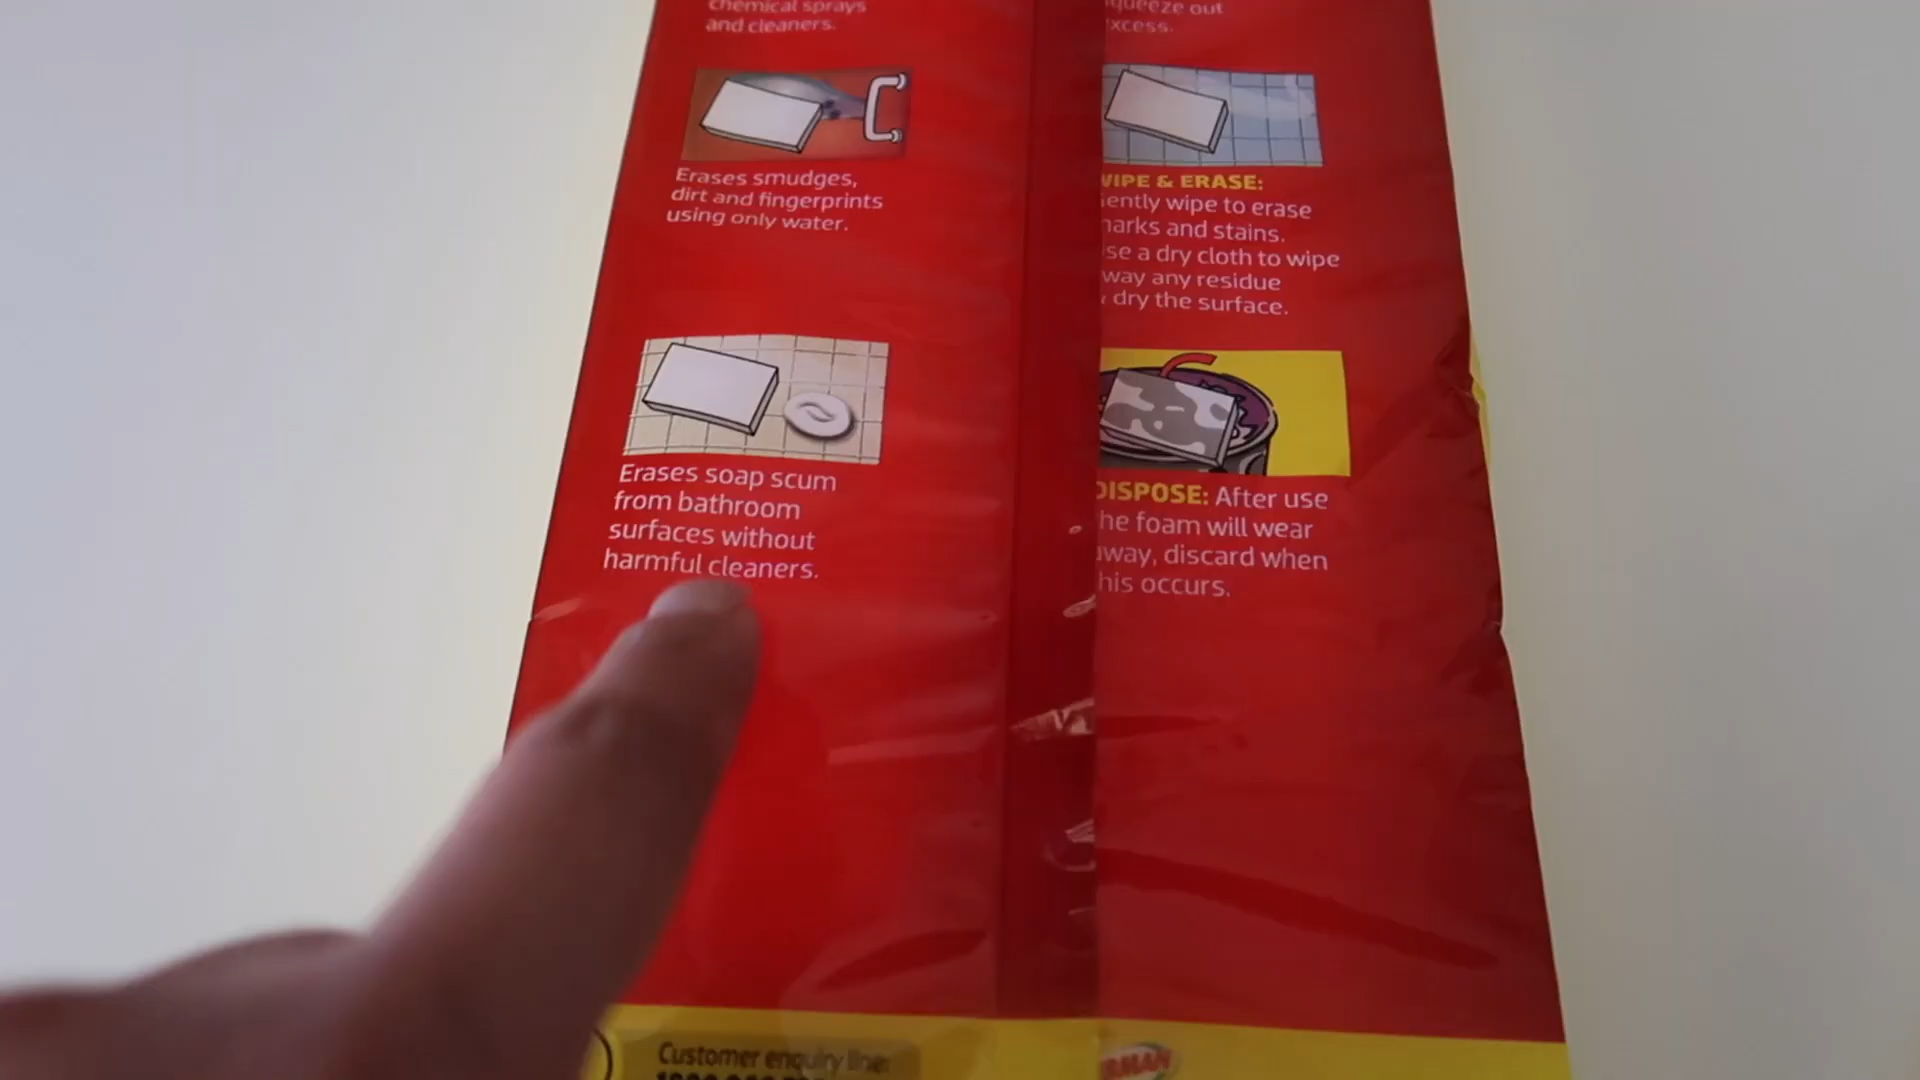 chemical sprays
and cleaners.
Erases smudges,
dirt and fingerprints
using only water.
Erases soap scum
from bathroom
surfaces without
harmful cleaners.
Customer enquiry line:
queeze out
xcess.
WIPE & ERASE:
ently wipe to erase
arks and stains.
se a dry cloth to wipe
way any residue
& dry the surface.
DISPOSE: After use
he foam will wear
away, discard when
his occurs.
RMAN